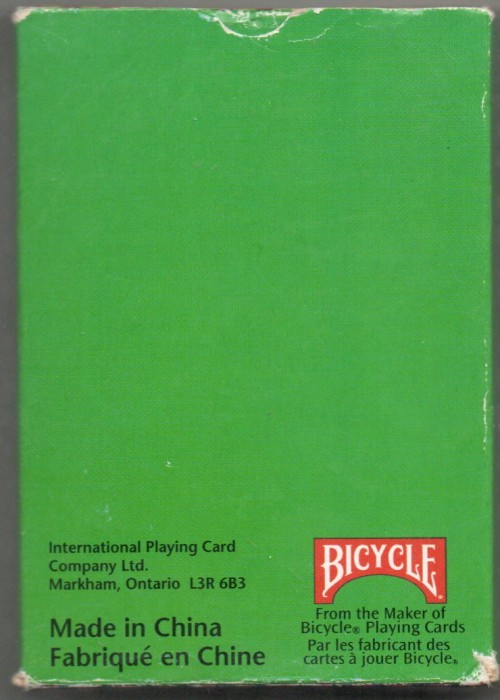 International Playing Card
Company Ltd.
Markham, Ontario L3R 6B3
Made in China
Fabriqué en Chine
BICYCLE®
From the Maker of
Bicycle® Playing Cards
Par les fabricant des
cartes à jouer Bicycle®